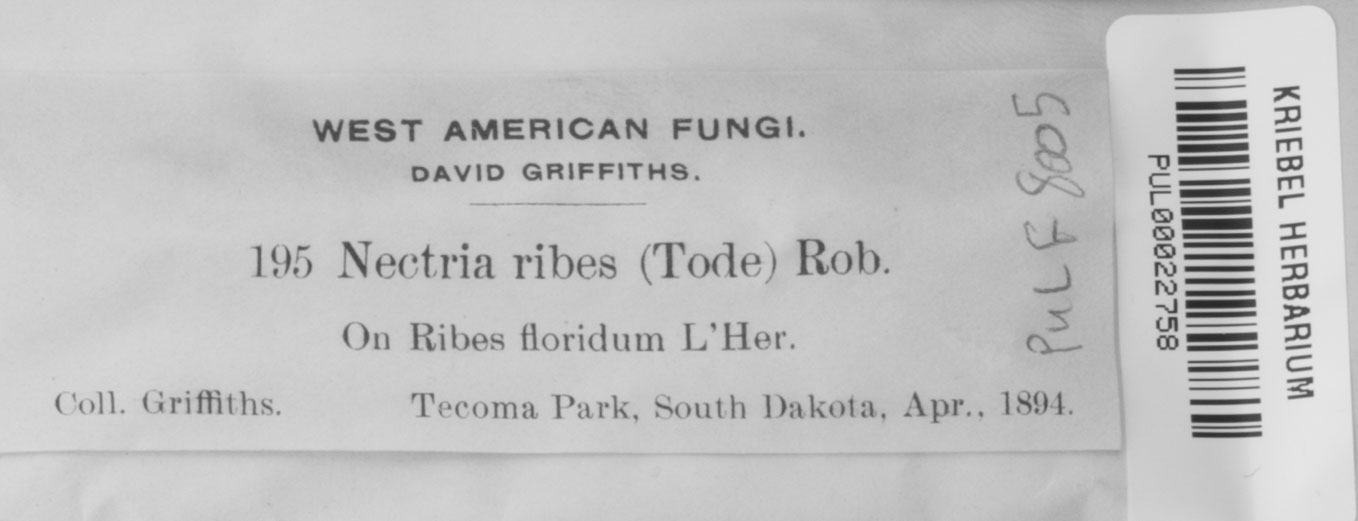 WEST AMERICAN FUNGI.
DAVID GRIFFITHS.
195 Nectria ribes (Tode) Rob.
On Ribes floridum L'Her.
Coll. Griffiths. Tecoma Park, South Dakota, Apr., 1894.
PUL F 8005
KRIEBEL HERBARIUM
PUL00022758